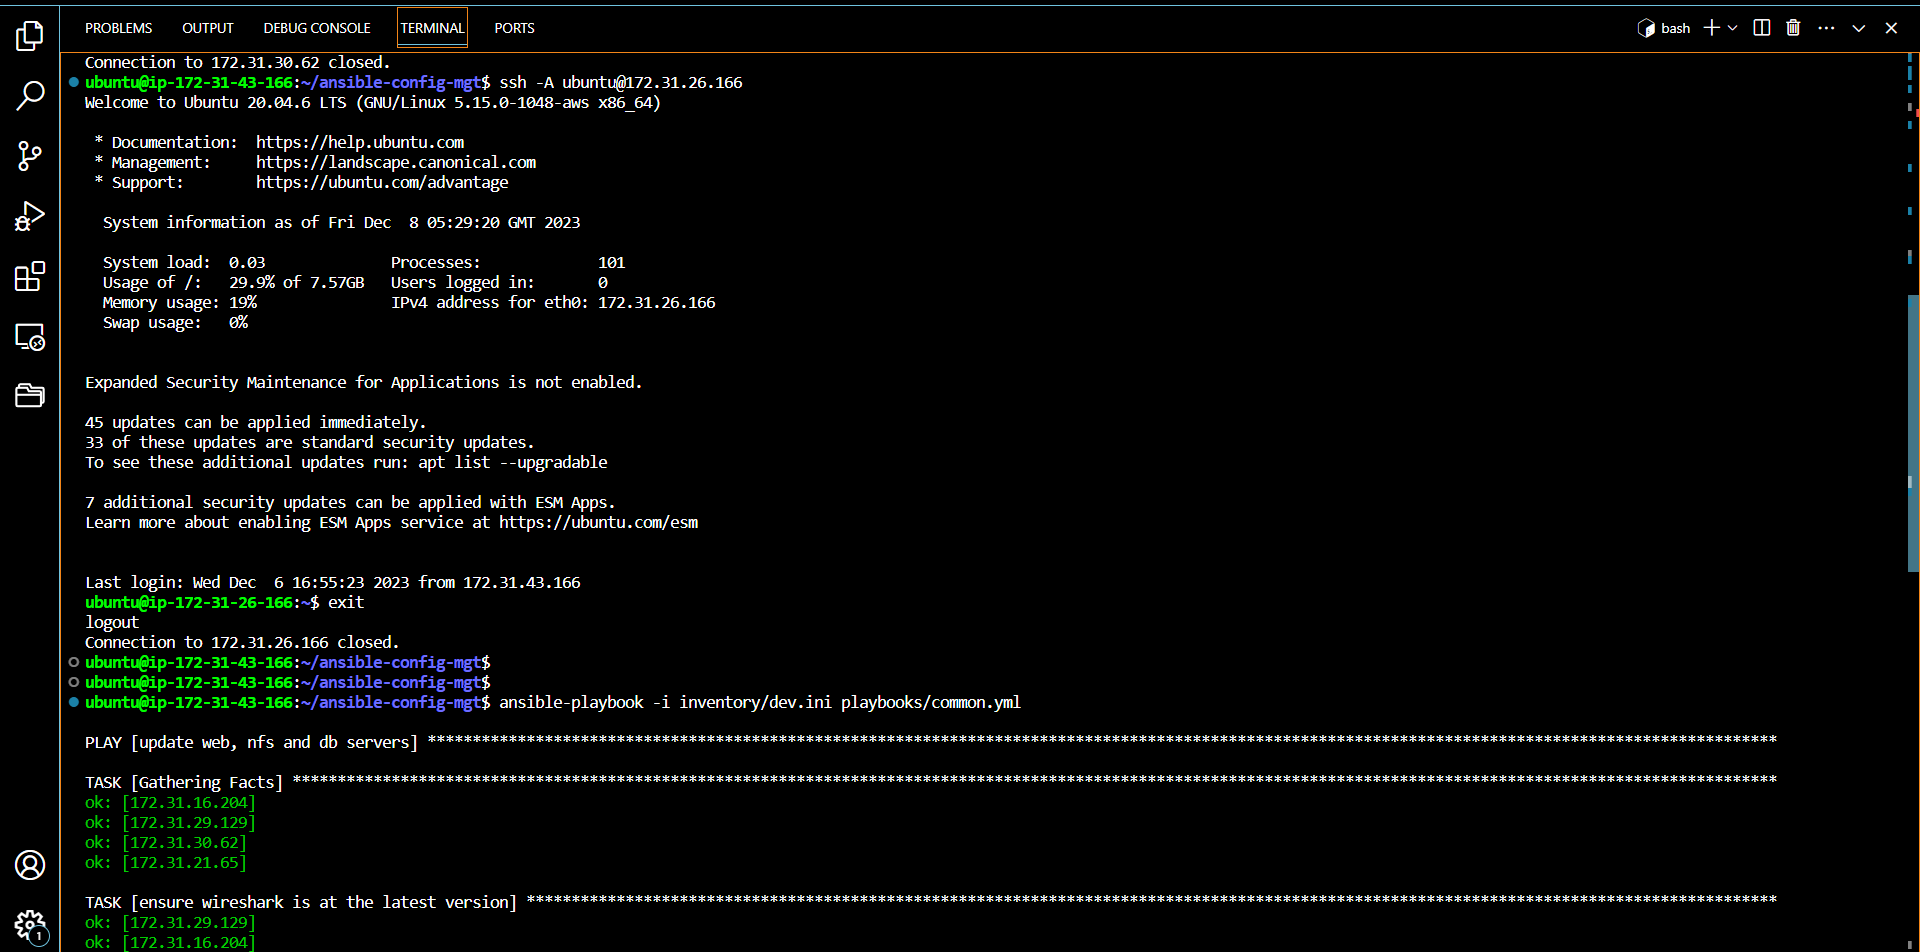 PROBLEMS OUTPUT DEBUG CONSOLE TERMINAL PORTS bash
Connection to 172.31.30.62 closed.
ubuntu@ip-172-31-43-166:~/ansible-config-mgt$ ssh -A ubuntu@172.31.26.166
Welcome to Ubuntu 20.04.6 LTS (GNU/Linux 5.15.0-1048-aws x86_64)
* Documentation: https://help.ubuntu.com
* Management: https://landscape.canonical.com
* Support: https://ubuntu.com/advantage
System information as of Fri Dec 8 05:29:20 GMT 2023
System load: 0.03 Processes: 101
Usage of /: 29.9% of 7.57GB Users logged in: 0
Memory usage: 19% IPv4 address for eth0: 172.31.26.166
Swap usage: 0%
Expanded Security Maintenance for Applications is not enabled.
45 updates can be applied immediately.
33 of these updates are standard security updates.
To see these additional updates run: apt list --upgradable
7 additional security updates can be applied with ESM Apps.
Learn more about enabling ESM Apps service at https://ubuntu.com/esm
Last login: Wed Dec 6 16:55:23 2023 from 172.31.43.166
ubuntu@ip-172-31-26-166:~$ exit
logout
Connection to 172.31.26.166 closed.
ubuntu@ip-172-31-43-166:~/ansible-config-mgt$
ubuntu@ip-172-31-43-166:~/ansible-config-mgt$
ubuntu@ip-172-31-43-166:~/ansible-config-mgt$ ansible-playbook -i inventory/dev.ini playbooks/common.yml
PLAY [update web, nfs and db servers] ******************************************************************************************************************************************************
TASK [Gathering Facts] *********************************************************************************************************************************************************************
ok: [172.31.16.204]
ok: [172.31.29.129]
ok: [172.31.30.62]
ok: [172.31.21.65]
TASK [ensure wireshark is at the latest version] *******************************************************************************************************************************************
ok: [172.31.29.129]
ok: [172.31.16.204]
1